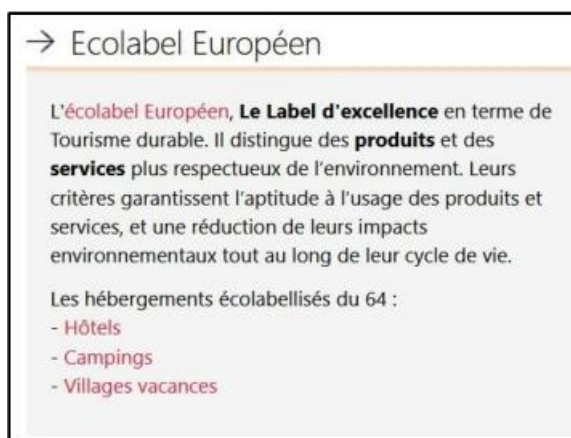 → Ecolabel Européen
L'écolabel Européen, Le Label d'excellence en terme de
Tourisme durable. Il distingue des produits et des
services plus respectueux de l'environnement. Leurs
critères garantissent l'aptitude à l'usage des produits et
services, et une réduction de leurs impacts
environnementaux tout au long de leur cycle de vie.
Les hébergements écolabellisés du 64 :
- Hôtels
- Campings
- Villages vacances